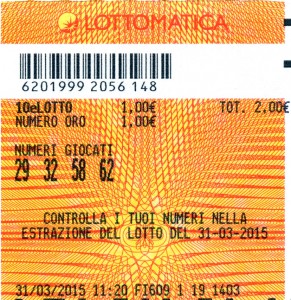 LOTTOMATICA
6201999 2056 148
10eLOTTO 1,00€ TOT. 2,00€
NUMERO ORO 1,00€
NUMERI GIOCATI
29 32 58 62
CONTROLLA I TUOI NUMERI NELLA
ESTRAZIONE DEL LOTTO DEL 31-03-2015
31/03/2015 11:20 FI609 1 19 1403